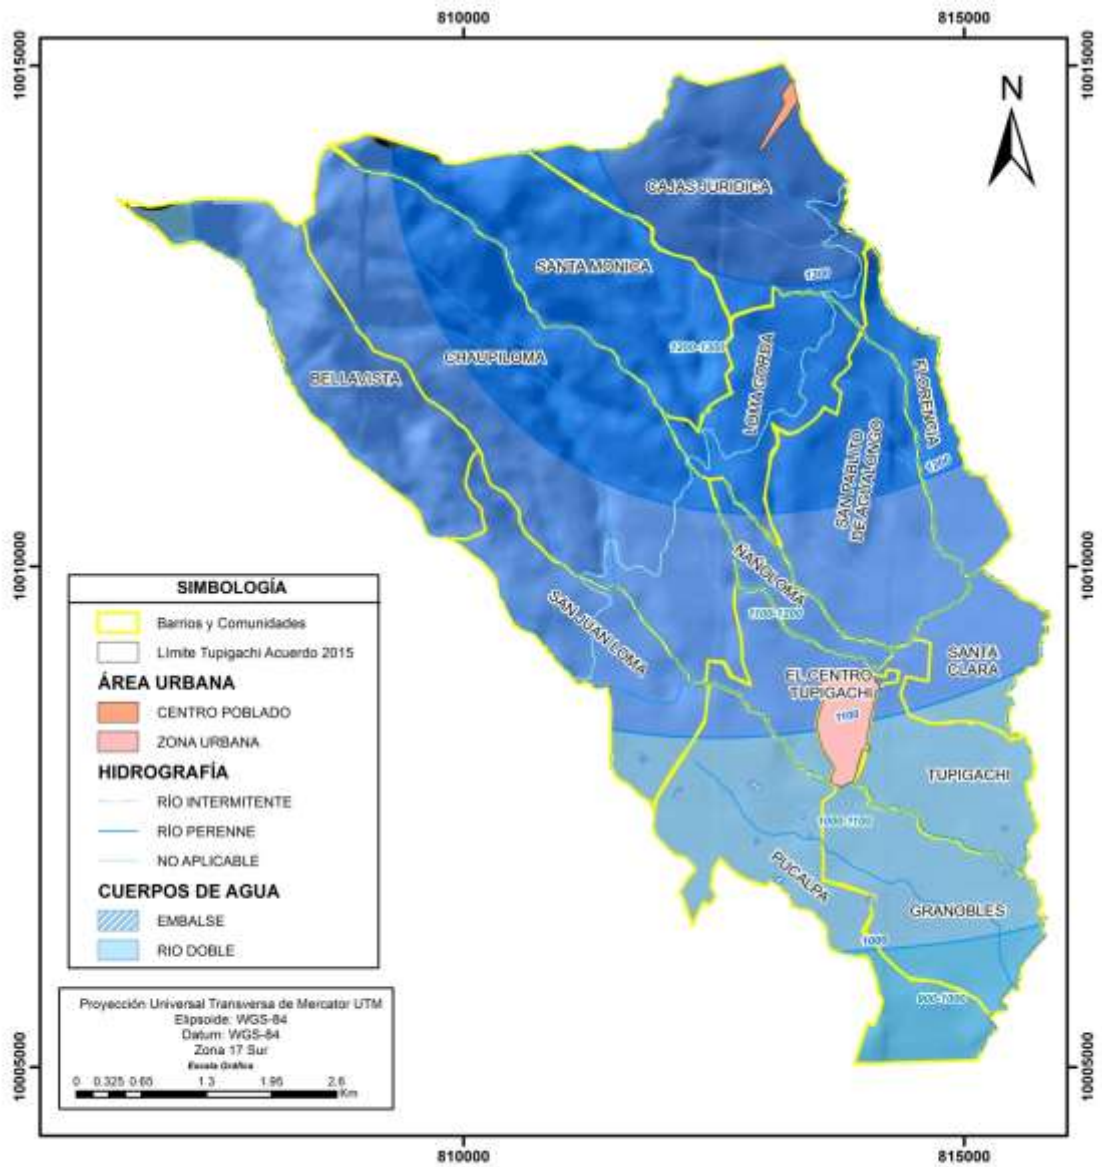 810000
815000
10015000
10015000
N
CAJAS JURIDICA
SANTA MONICA
1300
CHAUPILOMA
1200-1300
BELLAVISTA
LOMA GORDA
FLORENCIA
SAN PABLITO
DE AGUALONGO
10010000
10010000
ÑAÑOLOMA
1100-1200
SAN JUAN LOMA
SANTA
CLARA
EL CENTRO
TUPIGACHI
1100
TUPIGACHI
1000-1100
PUCALPA
GRANOBLES
1000
900-1000
SIMBOLOGÍA
Barrios y Comunidades
Límite Tupigachi Acuerdo 2015
ÁREA URBANA
CENTRO POBLADO
ZONA URBANA
HIDROGRAFÍA
RÍO INTERMITENTE
RÍO PERENNE
NO APLICABLE
CUERPOS DE AGUA
EMBALSE
RIO DOBLE
Proyección Universal Transversa de Mercator UTM
Elipsoide: WGS-84
Datum: WGS-84
Zona 17 Sur
Escala Gráfica
0 0.325 0.65 1.3 1.95 2.6
Km
10005000
10005000
810000
815000